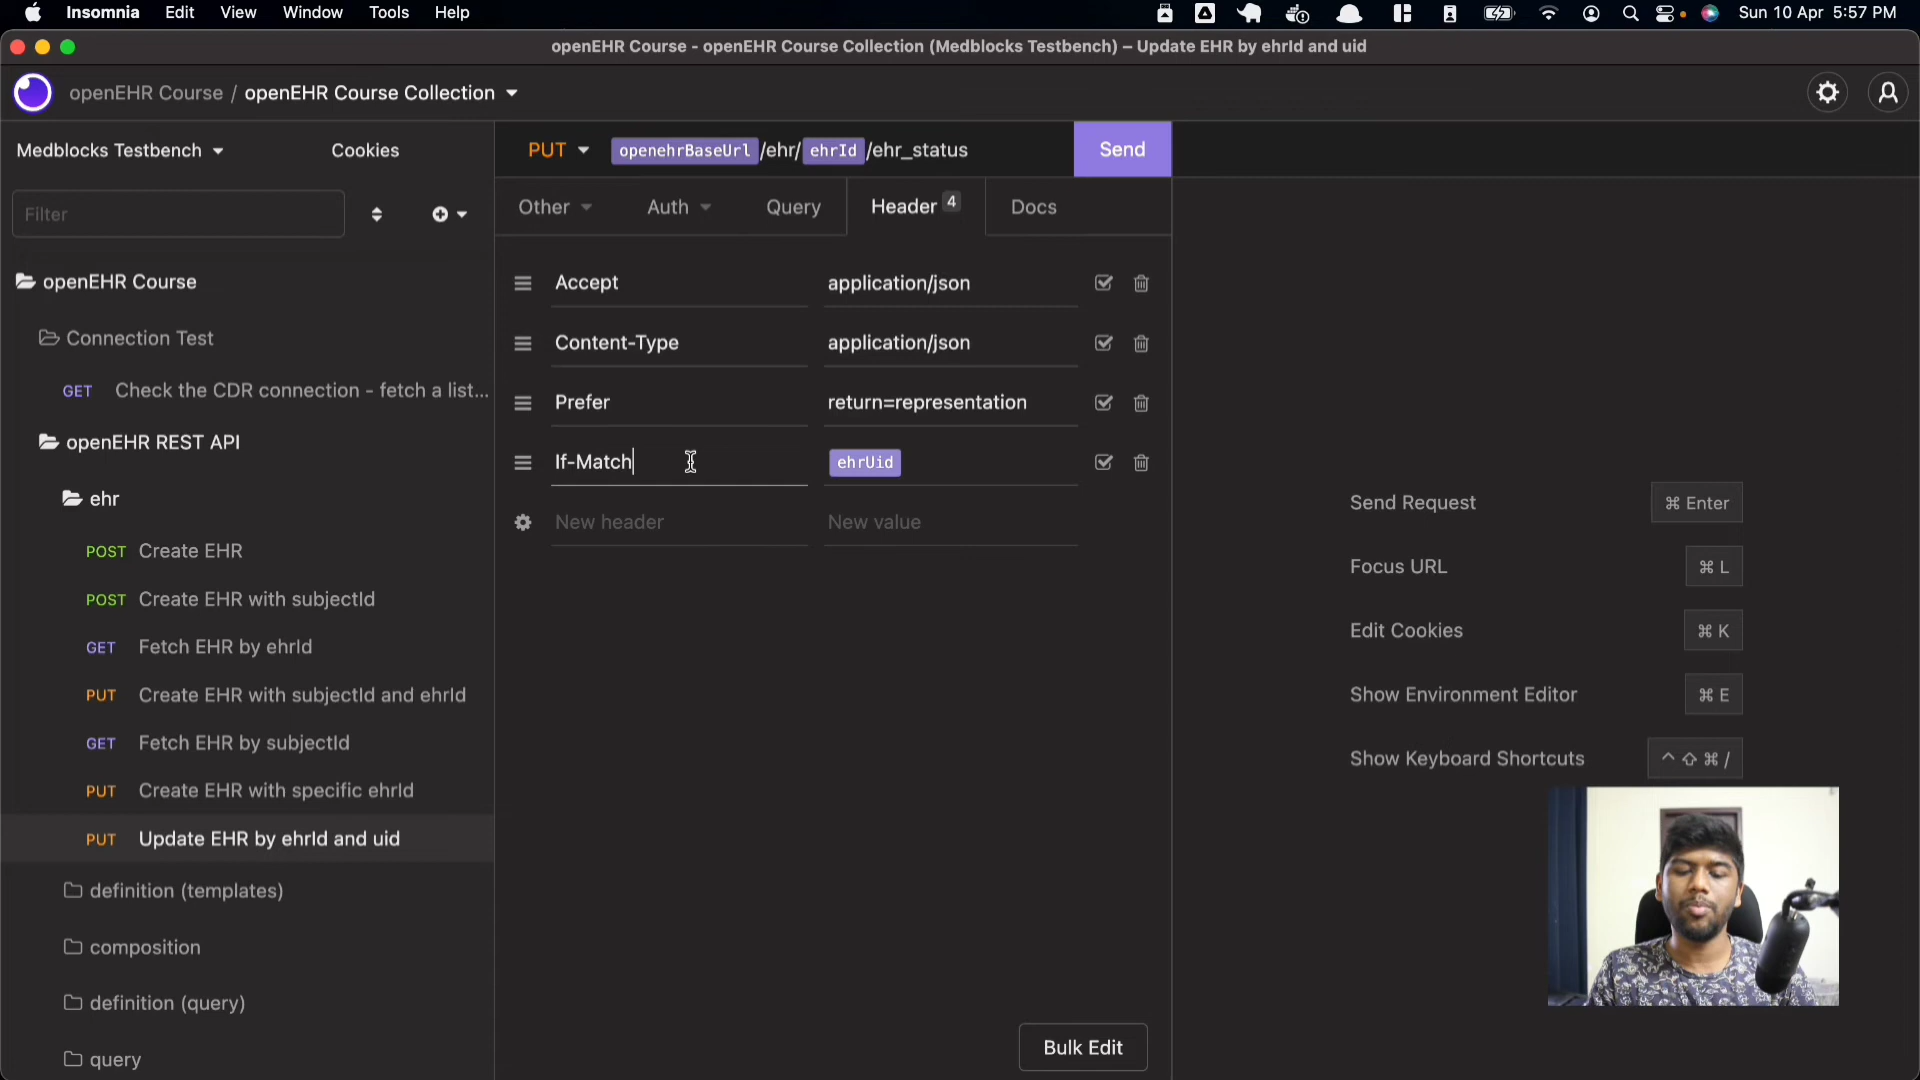 Insomnia Edit View Window Tools Help Sun 10 Apr 5:57 PM
openEHR Course - openEHR Course Collection (Medblocks Testbench) – Update EHR by ehrId and uid
openEHR Course / openEHR Course Collection
Medblocks Testbench Cookies
PUT openehrBaseUrl /ehr/ ehrId /ehr_status Send
Filter
Other Auth Query Header 4 Docs
openEHR Course
Connection Test
GET Check the CDR connection - fetch a list...
openEHR REST API
ehr
POST Create EHR
POST Create EHR with subjectId
GET Fetch EHR by ehrId
PUT Create EHR with subjectId and ehrId
GET Fetch EHR by subjectId
PUT Create EHR with specific ehrId
PUT Update EHR by ehrId and uid
definition (templates)
composition
definition (query)
query
Accept application/json
Content-Type application/json
Prefer return=representation
If-Match ehrUid
New header New value
Bulk Edit
Send Request ⌘ Enter
Focus URL ⌘ L
Edit Cookies ⌘ K
Show Environment Editor ⌘ E
Show Keyboard Shortcuts ^ ⇧ ⌘ /